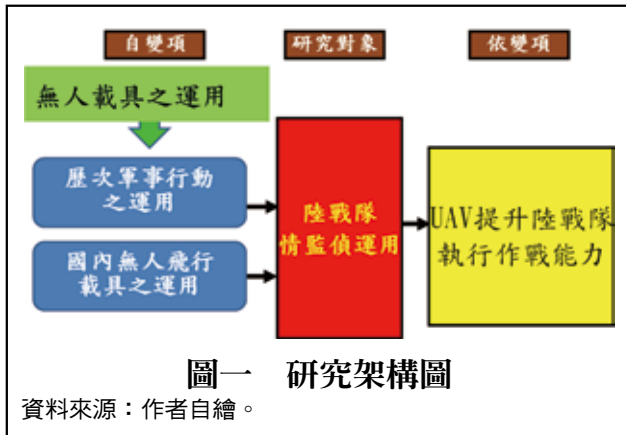 自變項
研究對象
依變項
無人載具之運用
歷次軍事行動
之運用
國內無人飛行
載具之運用
陸戰隊
情監偵運用
UAV提升陸戰隊
執行作戰能力
圖一 研究架構圖
資料來源：作者自繪。